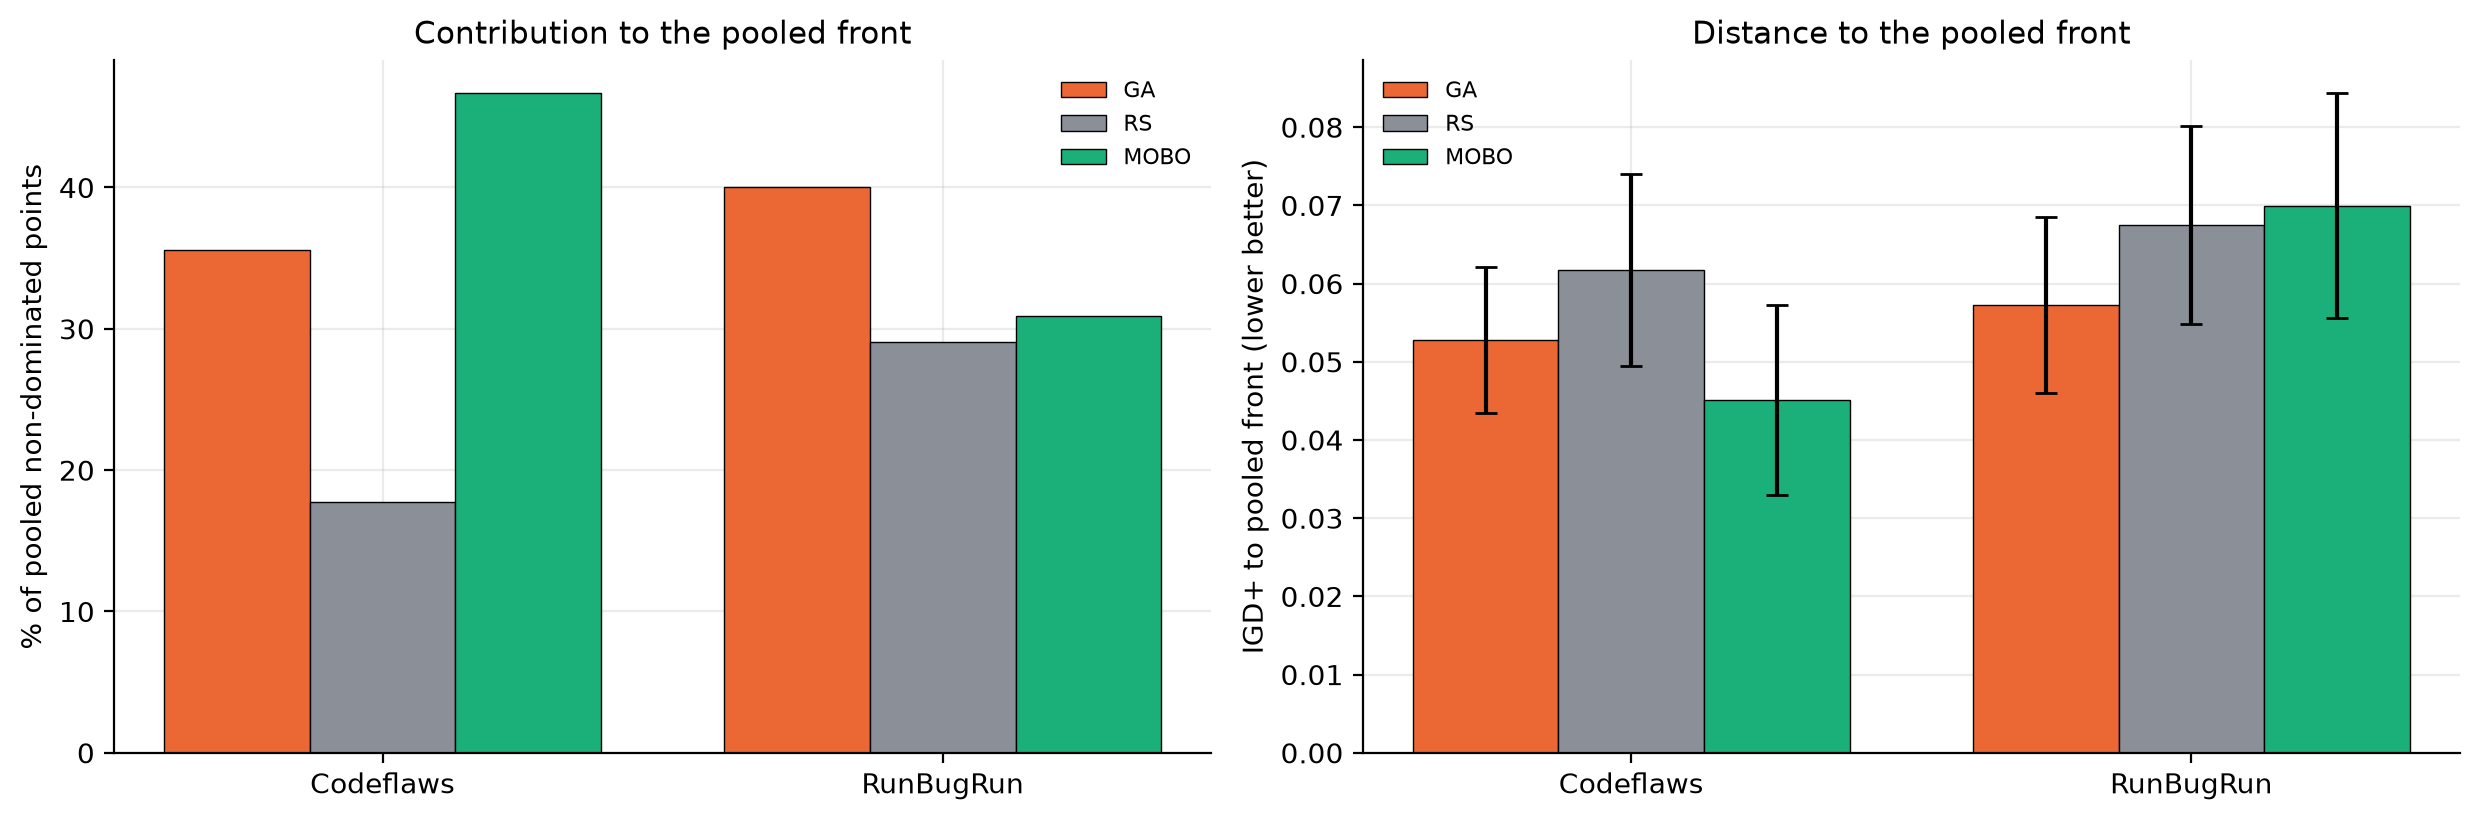 Contribution to the pooled front
% of pooled non-dominated points
40
30
20
10
0
GA
RS
MOBO
Codeflaws
RunBugRun
Distance to the pooled front
IGD+ to pooled front (lower better)
0.08
0.07
0.06
0.05
0.04
0.03
0.02
0.01
0.00
GA
RS
MOBO
Codeflaws
RunBugRun